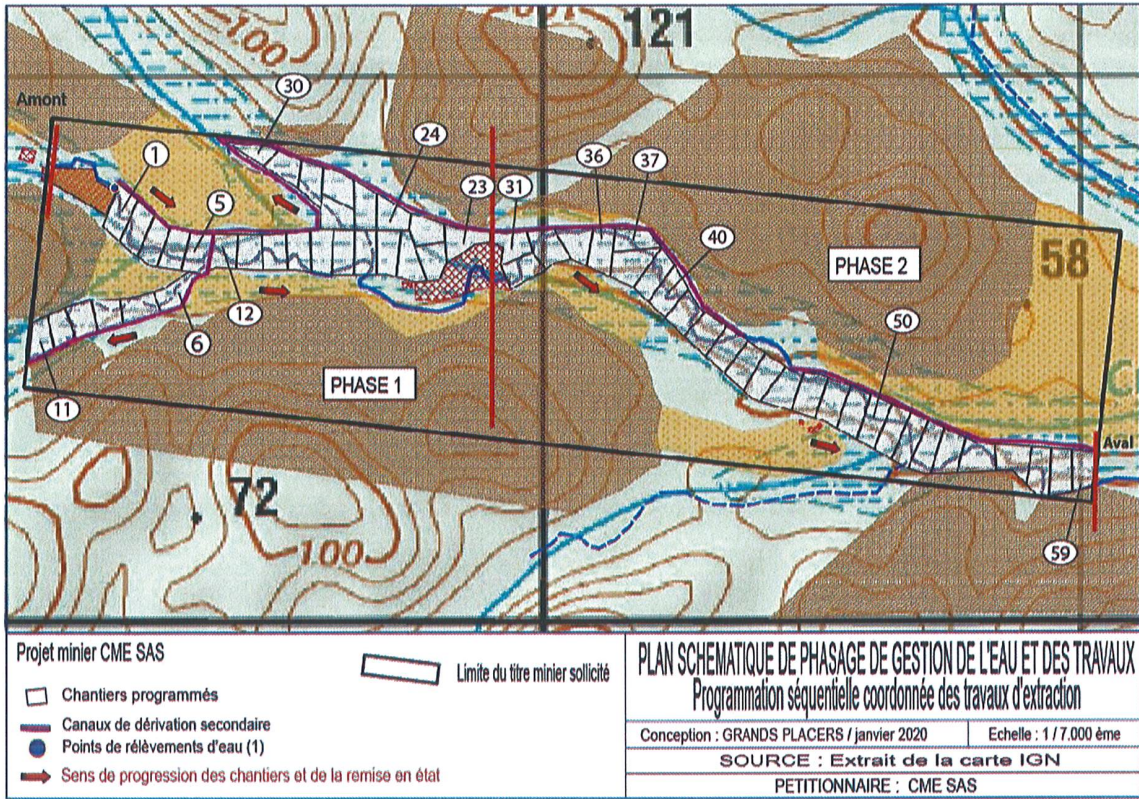 121
Amont
30
24
1
5
23
31
36
37
40
PHASE 2
58
50
12
6
PHASE 1
11
Aval
72
100
100
59
Projet minier CME SAS
Limite du titre minier sollicité
Chantiers programmés
Canaux de dérivation secondaire
Points de rélèvements d'eau (1)
Sens de progression des chantiers et de la remise en état
PLAN SCHEMATIQUE DE PHASAGE DE GESTION DE L'EAU ET DES TRAVAUX
Programmation séquentielle coordonnée des travaux d'extraction
Conception : GRANDS PLACERS / janvier 2020
Echelle : 1 / 7.000 ème
SOURCE : Extrait de la carte IGN
PETITIONNAIRE : CME SAS